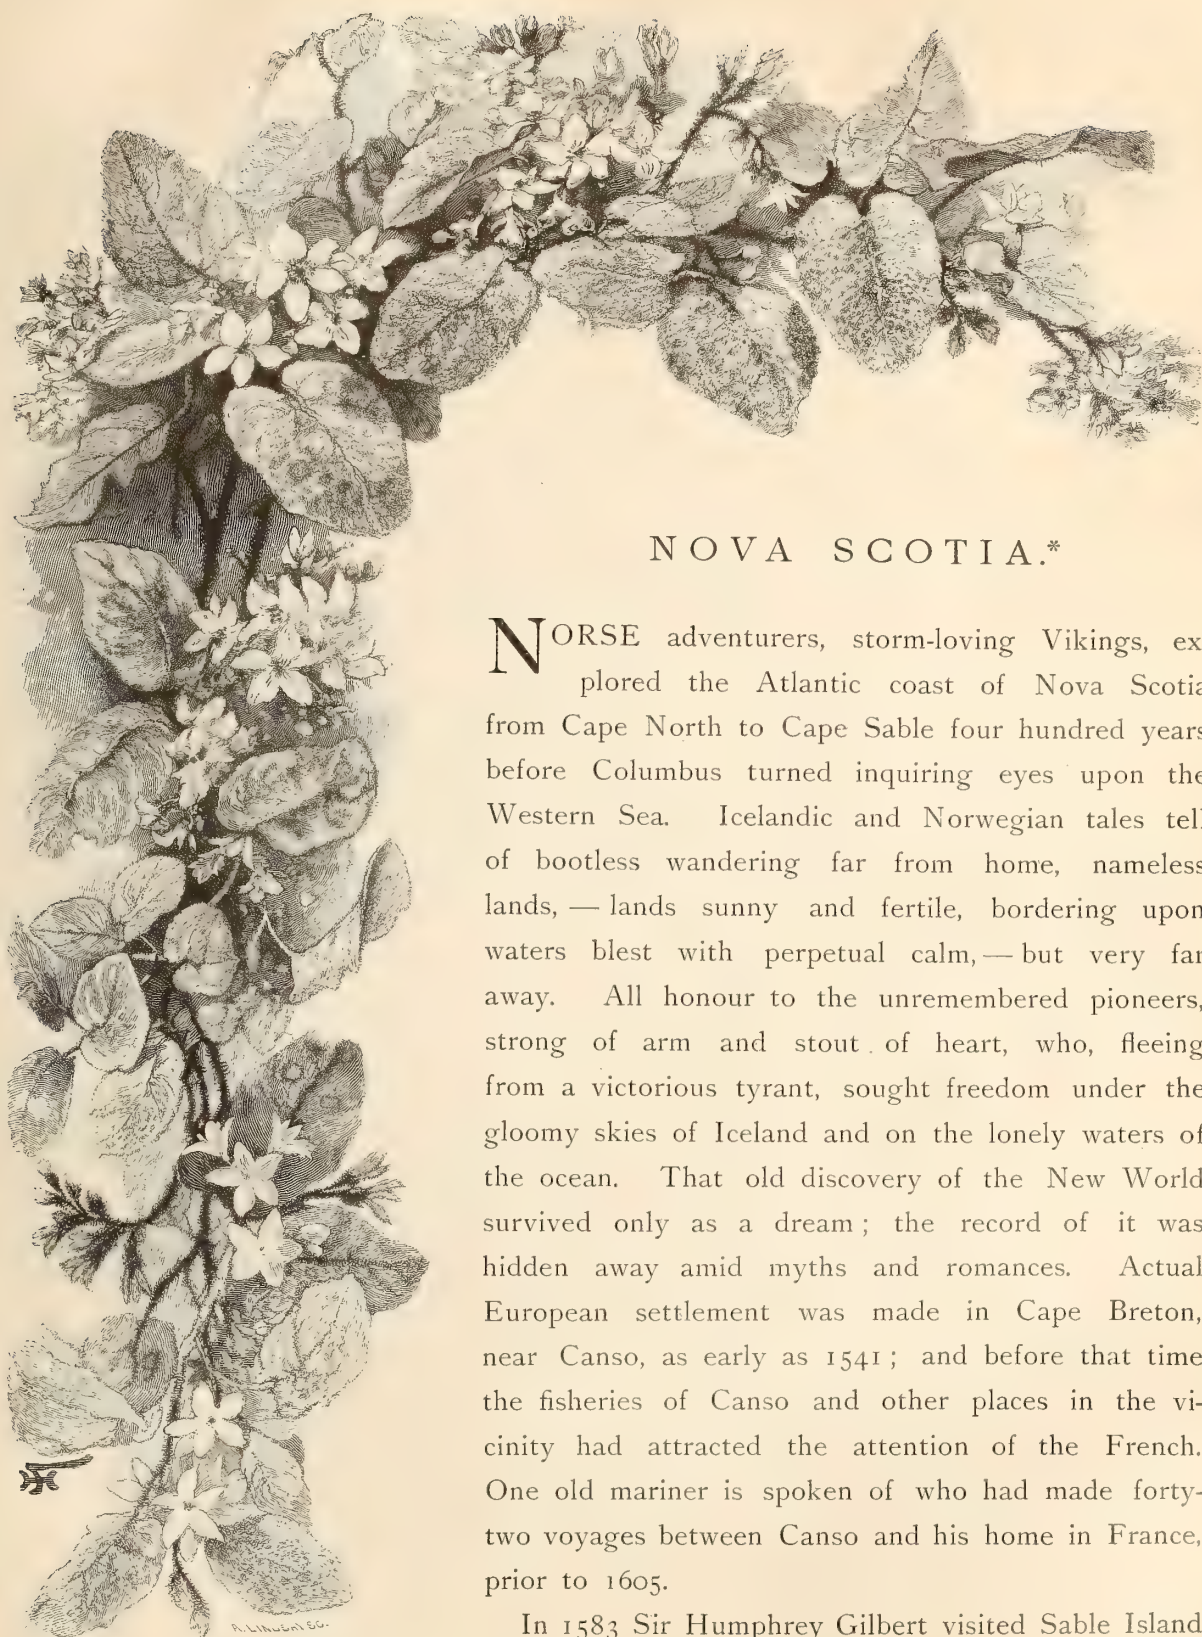 NOVA SCOTIA.*
NORSE adventurers, storm-loving Vikings, ex
plored the Atlantic coast of Nova Scotia
from Cape North to Cape Sable four hundred years
before Columbus turned inquiring eyes upon the
Western Sea. Icelandic and Norwegian tales tell
of bootless wandering far from home, nameless
lands, — lands sunny and fertile, bordering upon
waters blest with perpetual calm, — but very far
away. All honour to the unremembered pioneers,
strong of arm and stout of heart, who, fleeing
from a victorious tyrant, sought freedom under the
gloomy skies of Iceland and on the lonely waters of
the ocean. That old discovery of the New World
survived only as a dream ; the record of it was
hidden away amid myths and romances. Actual
European settlement was made in Cape Breton,
near Canso, as early as 1541 ; and before that time
the fisheries of Canso and other places in the vi-
cinity had attracted the attention of the French.
One old mariner is spoken of who had made forty-
two voyages between Canso and his home in France,
prior to 1605.
In 1583 Sir Humphrey Gilbert visited Sable Island